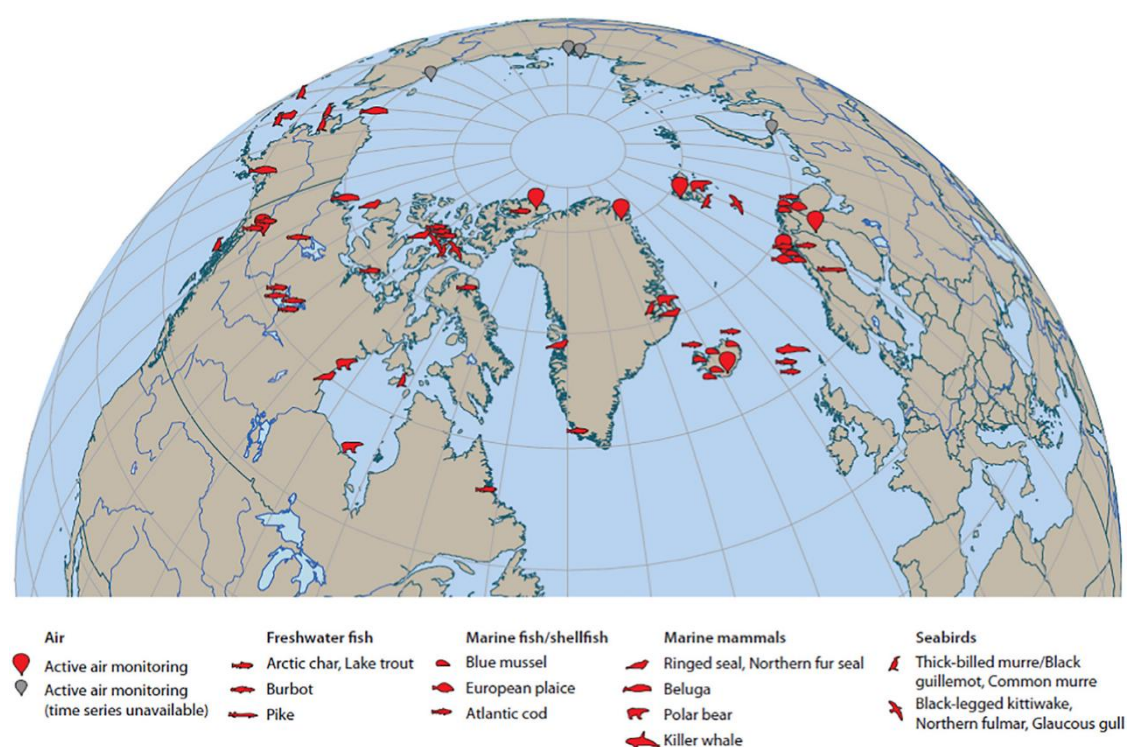 Air
Active air monitoring
Active air monitoring
(time series unavailable)
Freshwater fish
Arctic char, Lake trout
Burbot
Pike
Marine fish/shellfish
Blue mussel
European plaice
Atlantic cod
Marine mammals
Ringed seal, Northern fur seal
Beluga
Polar bear
Killer whale
Seabirds
Thick-billed murre/Black
guillemot, Common murre
Black-legged kittiwake,
Northern fulmar, Glaucous gull